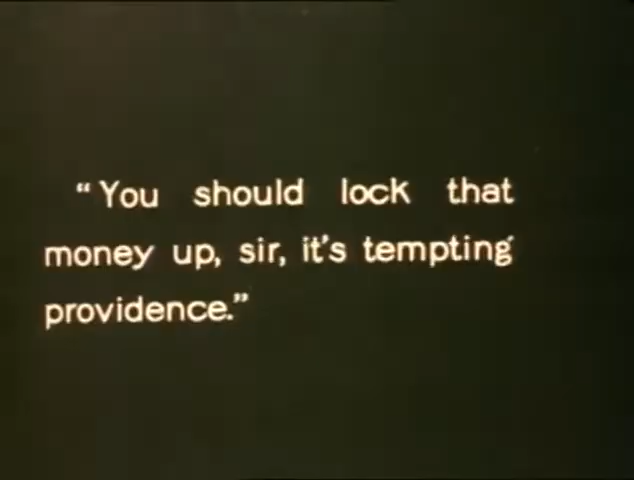 “You should lock that
money up, sir, it's tempting
providence.”